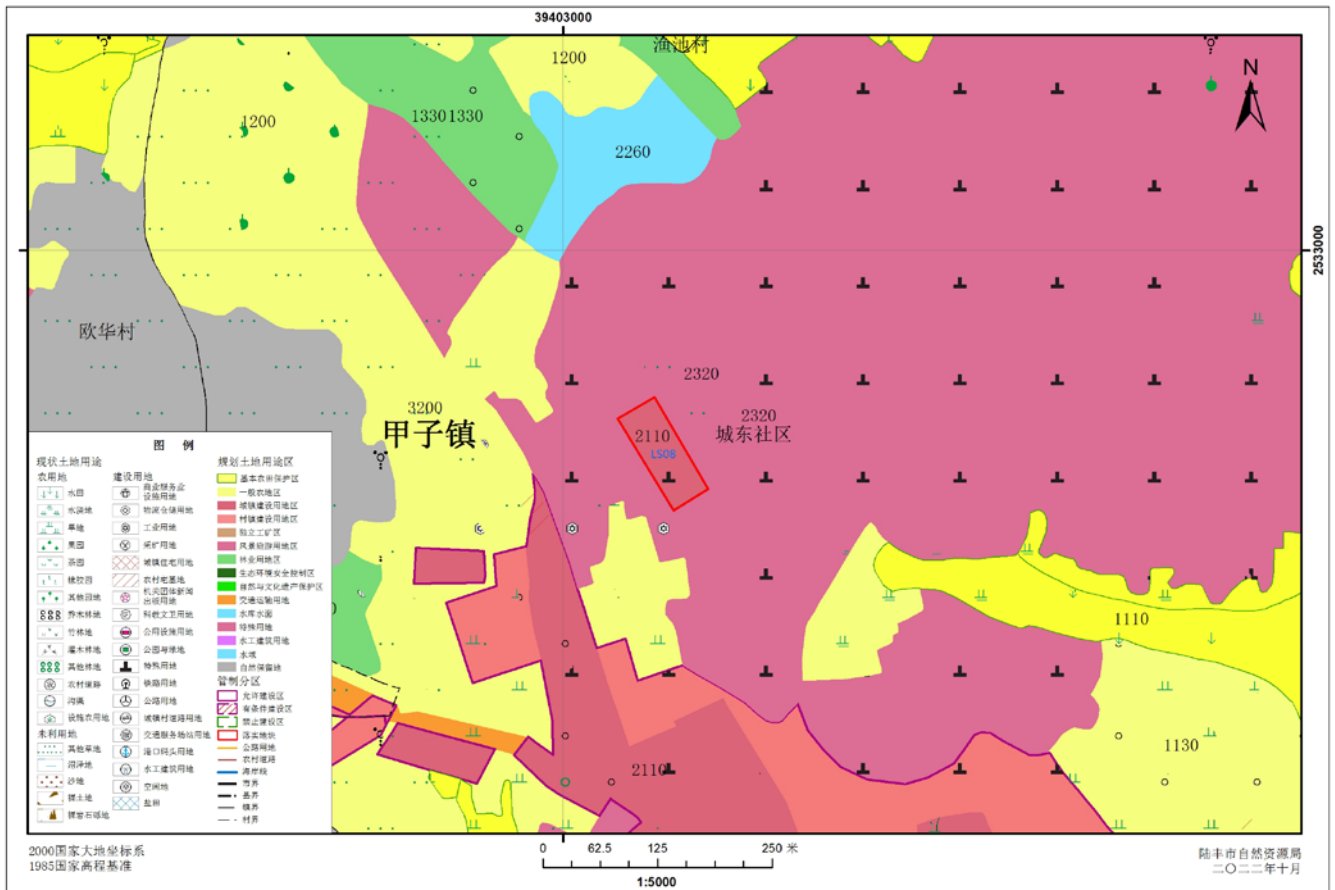 39403000
渔池村
1200
N
13301330
1200
2260
2533000
欧华村
2320
3200
2320
甲子镇
2110
城东社区
LS08
图 例
现状土地用途
规划土地用途区
农用地
建设用地
水田
商业服务业
设施用地
基本农田保护区
水浇地
物流仓储用地
一般农地区
旱地
工业用地
城镇建设用地区
果园
采矿用地
村镇建设用地区
茶园
城镇住宅用地
独立工矿区
橡胶园
农村宅基地
风景旅游用地区
其他园地
机关团体新闻
出版用地
林业用地区
乔木林地
科教文卫用地
生态环境安全控制区
竹林地
公用设施用地
自然与文化遗产保护区
灌木林地
公园与绿地
交通运输用地
其他林地
特殊用地
水库水面
农村道路
铁路用地
特殊用地
沟渠
公路用地
水工建筑用地
设施农用地
城镇村道路用地
水域
未利用地
交通服务场站用地
自然保留地
其他草地
港口码头用地
管制分区
沼泽地
水工建筑用地
允许建设区
沙地
空闲地
有条件建设区
裸土地
盐田
禁止建设区
裸岩石砾地
落实地块
公路用地
农村道路
海岸线
市界
县界
镇界
村界
1110
1130
2110
2000国家大地坐标系
1985国家高程基准
0 62.5 125 250 米
1:5000
陆丰市自然资源局
二〇二二年十月